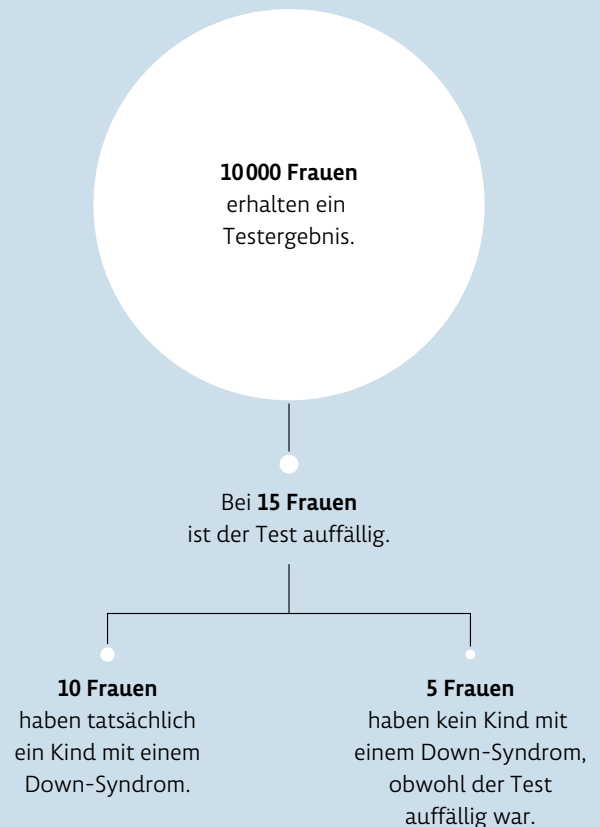 10 000 Frauen
erhalten ein
Testergebnis.
Bei 15 Frauen
ist der Test auffällig.
10 Frauen
haben tatsächlich
ein Kind mit einem
Down-Syndrom.
5 Frauen
haben kein Kind mit
einem Down-Syndrom,
obwohl der Test
auffällig war.